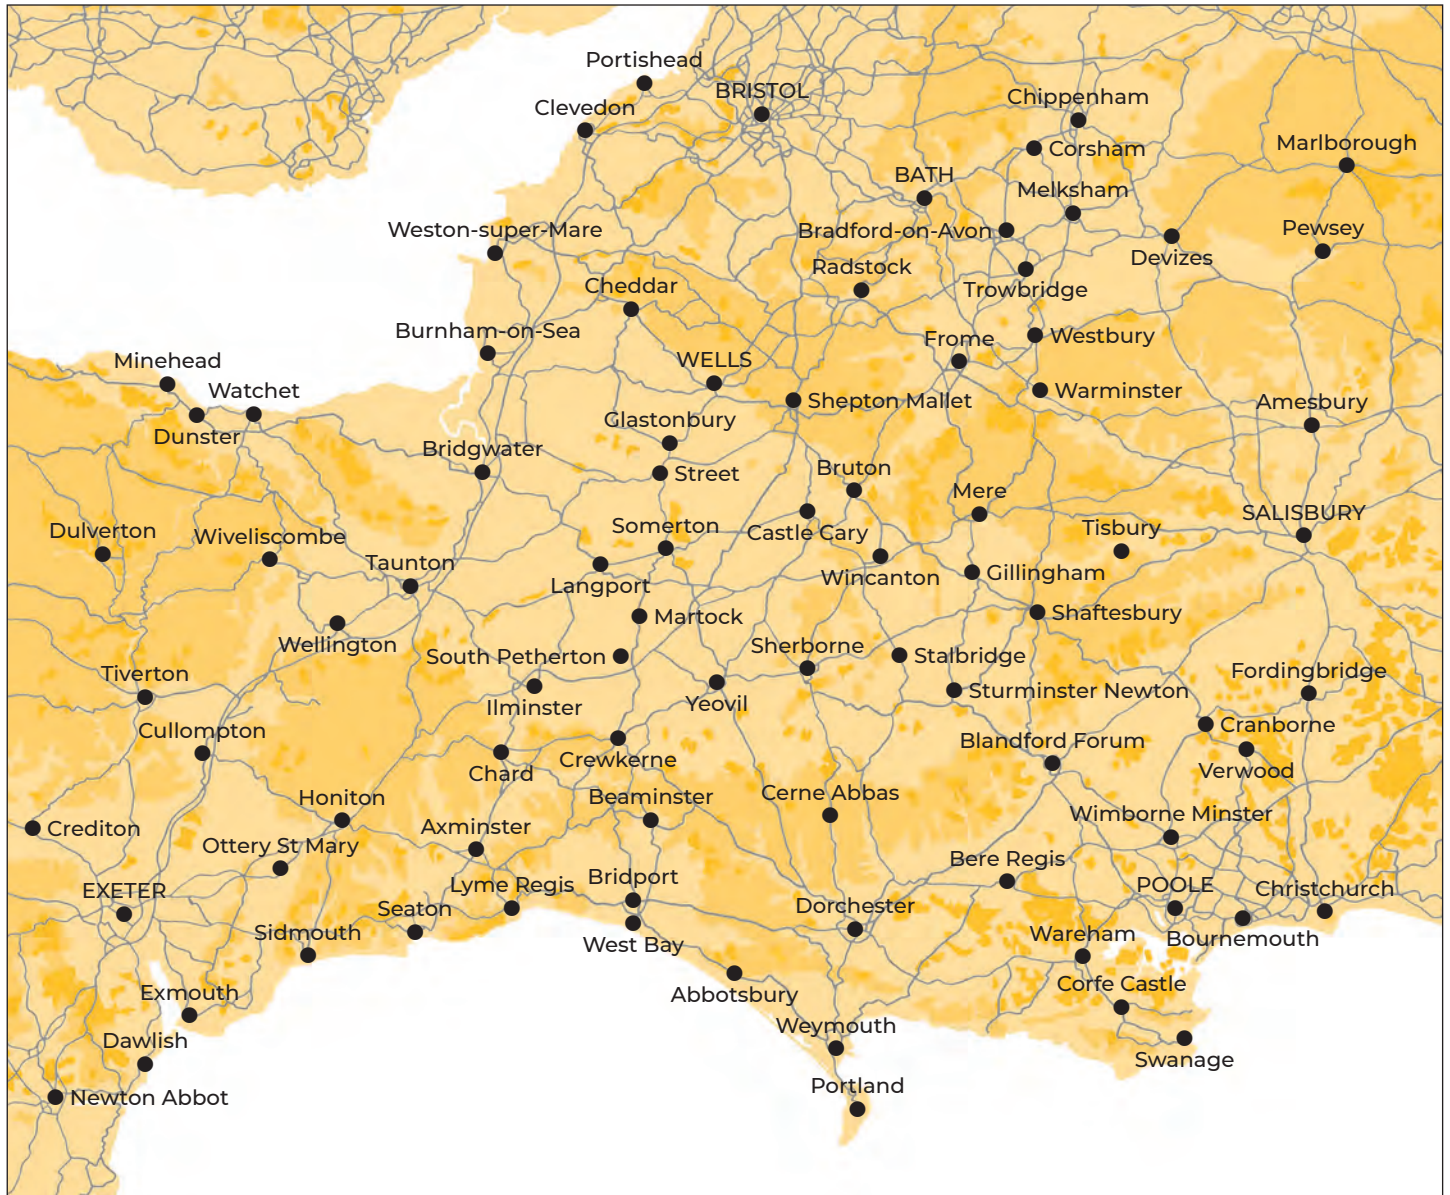 Portishead
BRISTOL
Chippenham
Clevedon
Corsham
Marlborough
BATH
Melksham
Weston-super-Mare
Bradford-on-Avon
Pewsey
Devizes
Radstock
Cheddar
Trowbridge
Burnham-on-Sea
Frome
Westbury
Minehead
WELLS
Watchet
Warminster
Shepton Mallet
Amesbury
Glastonbury
Dunster
Bridgwater
Street
Bruton
Mere
SALISBURY
Somerton
Tisbury
Dulverton
Wiveliscombe
Castle Cary
Taunton
Langport
Wincanton
Gillingham
Martock
Shaftesbury
Wellington
Sherborne
South Petherton
Stalbridge
Tiverton
Fordingbridge
Sturminster Newton
Ilminster
Yeovil
Cranborne
Cullompton
Blandford Forum
Crewkerne
Chard
Verwood
Cerne Abbas
Honiton
Beaminster
Wimborne Minster
Crediton
Axminster
Ottery St Mary
Bere Regis
Bridport
Lyme Regis
POOLE
Christchurch
EXETER
Seaton
Dorchester
Sidmouth
Wareham
Bournemouth
West Bay
Corfe Castle
Exmouth
Abbotsbury
Weymouth
Dawlish
Swanage
Portland
Newton Abbot